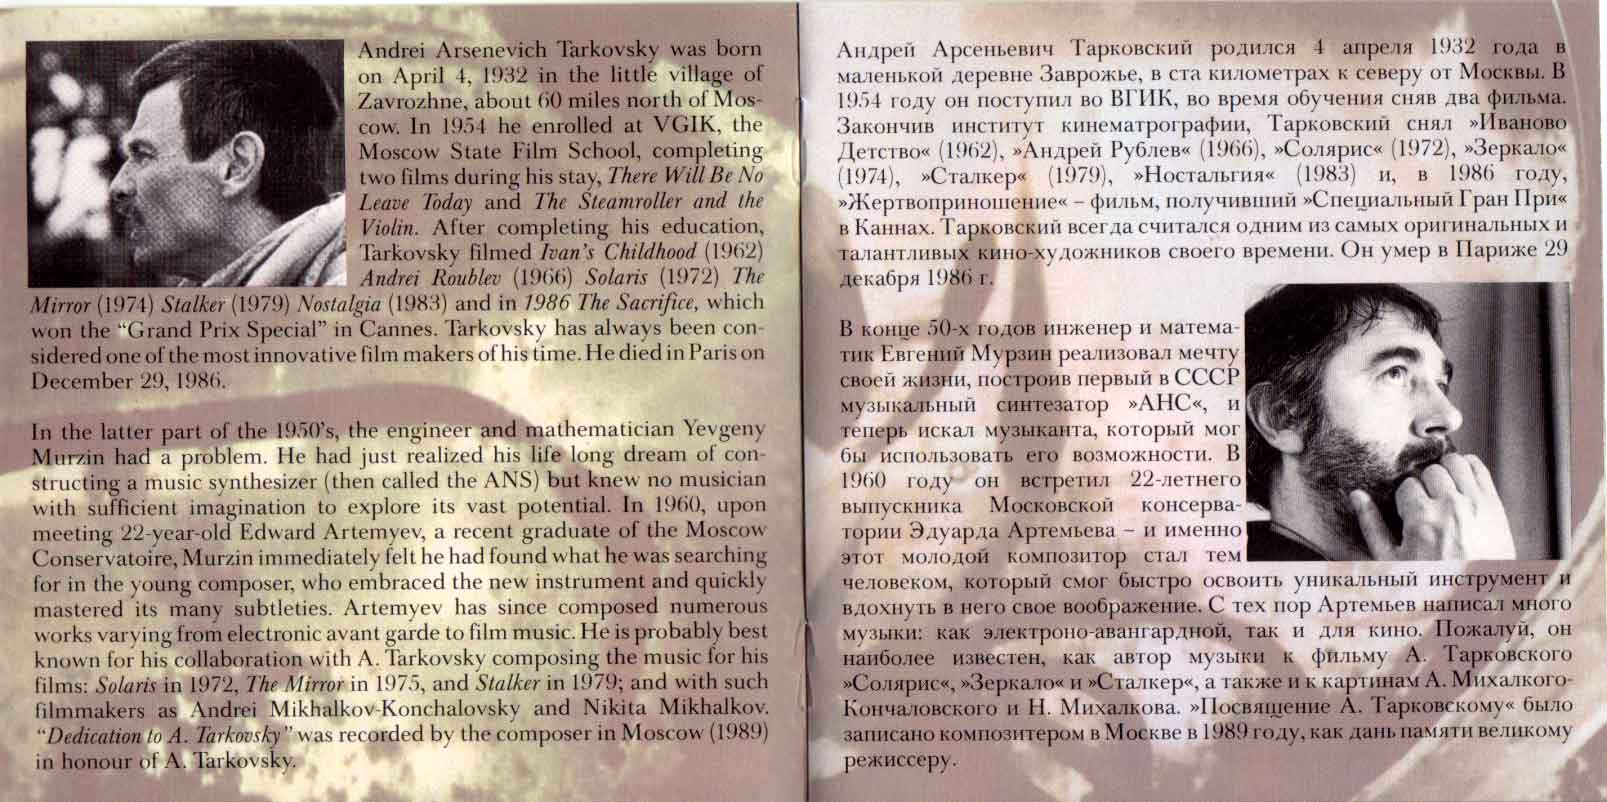 Andrei Arsenevich Tarkovsky was born
on April 4, 1932 in the little village of
Zavrozhne, about 60 miles north of Mos-
cow. In 1954 he enrolled at VGIK, the
Moscow State Film School, completing
two films during his stay, There Will Be No
Leave Today and The Steamroller and the
Violin. After completing his education,
Tarkovsky filmed Ivan's Childhood (1962)
Andrei Roublev (1966) Solaris (1972) The
Mirror (1974) Stalker (1979) Nostalgia (1983) and in 1986 The Sacrifice, which
won the “Grand Prix Special” in Cannes. Tarkovsky has always been con-
sidered one of the most innovative film makers of his time. He died in Paris on
December 29, 1986.
In the latter part of the 1950's, the engineer and mathematician Yevgeny
Murzin had a problem. He had just realized his life long dream of con-
structing a music synthesizer (then called the ANS) but knew no musician
with sufficient imagination to explore its vast potential. In 1960, upon
meeting 22-year-old Edward Artemyev, a recent graduate of the Moscow
Conservatoire, Murzin immediately felt he had found what he was searching
for in the young composer, who embraced the new instrument and quickly
mastered its many subtleties. Artemyev has since composed numerous
works varying from electronic avant garde to film music. He is probably best
known for his collaboration with A. Tarkovsky composing the music for his
films: Solaris in 1972, The Mirror in 1975, and Stalker in 1979; and with such
filmmakers as Andrei Mikhalkov-Konchalovsky and Nikita Mikhalkov.
“Dedication to A. Tarkovsky” was recorded by the composer in Moscow (1989)
in honour of A. Tarkovsky.
Андрей Арсеньевич Тарковский родился 4 апреля 1932 года в
маленькой деревне Заврожье, в ста километрах к северу от Москвы. В
1954 году он поступил во ВГИК, во время обучения сняв два фильма.
Закончив институт кинематрографии, Тарковский снял »Иваново
Детство« (1962), »Андрей Рублев« (1966), »Солярис« (1972), »Зеркало«
(1974), »Сталкер« (1979), »Ностальгия« (1983) и, в 1986 году,
»Жертвоприношение« – фильм, получивший »Специальный Гран При«
в Каннах. Тарковский всегда считался одним из самых оригинальных и
талантливых кино-художников своего времени. Он умер в Париже 29
декабря 1986 г.
В конце 50-х годов инженер и матема-
тик Евгений Мурзин реализовал мечту
своей жизни, построив первый в СССР
музыкальный синтезатор »АНС«, и
теперь искал музыканта, который мог
бы использовать его возможности. В
1960 году он встретил 22-летнего
выпускника Московской консерва-
тории Эдуарда Артемьева – и именно
этот молодой композитор стал тем
человеком, который смог быстро освоить уникальный инструмент и
вдохнуть в него свое воображение. С тех пор Артемьев написал много
музыки: как электроно-авангардной, так и для кино. Пожалуй, он
наиболее известен, как автор музыки к фильму А. Тарковского
»Солярис«, »Зеркало« и »Сталкер«, а также и к картинам А. Михалкого-
Кончаловского и Н. Михалкова. »Посвящение А. Тарковскому« было
записано композитером в Москве в 1989 году, как дань памяти великому
режиссеру.